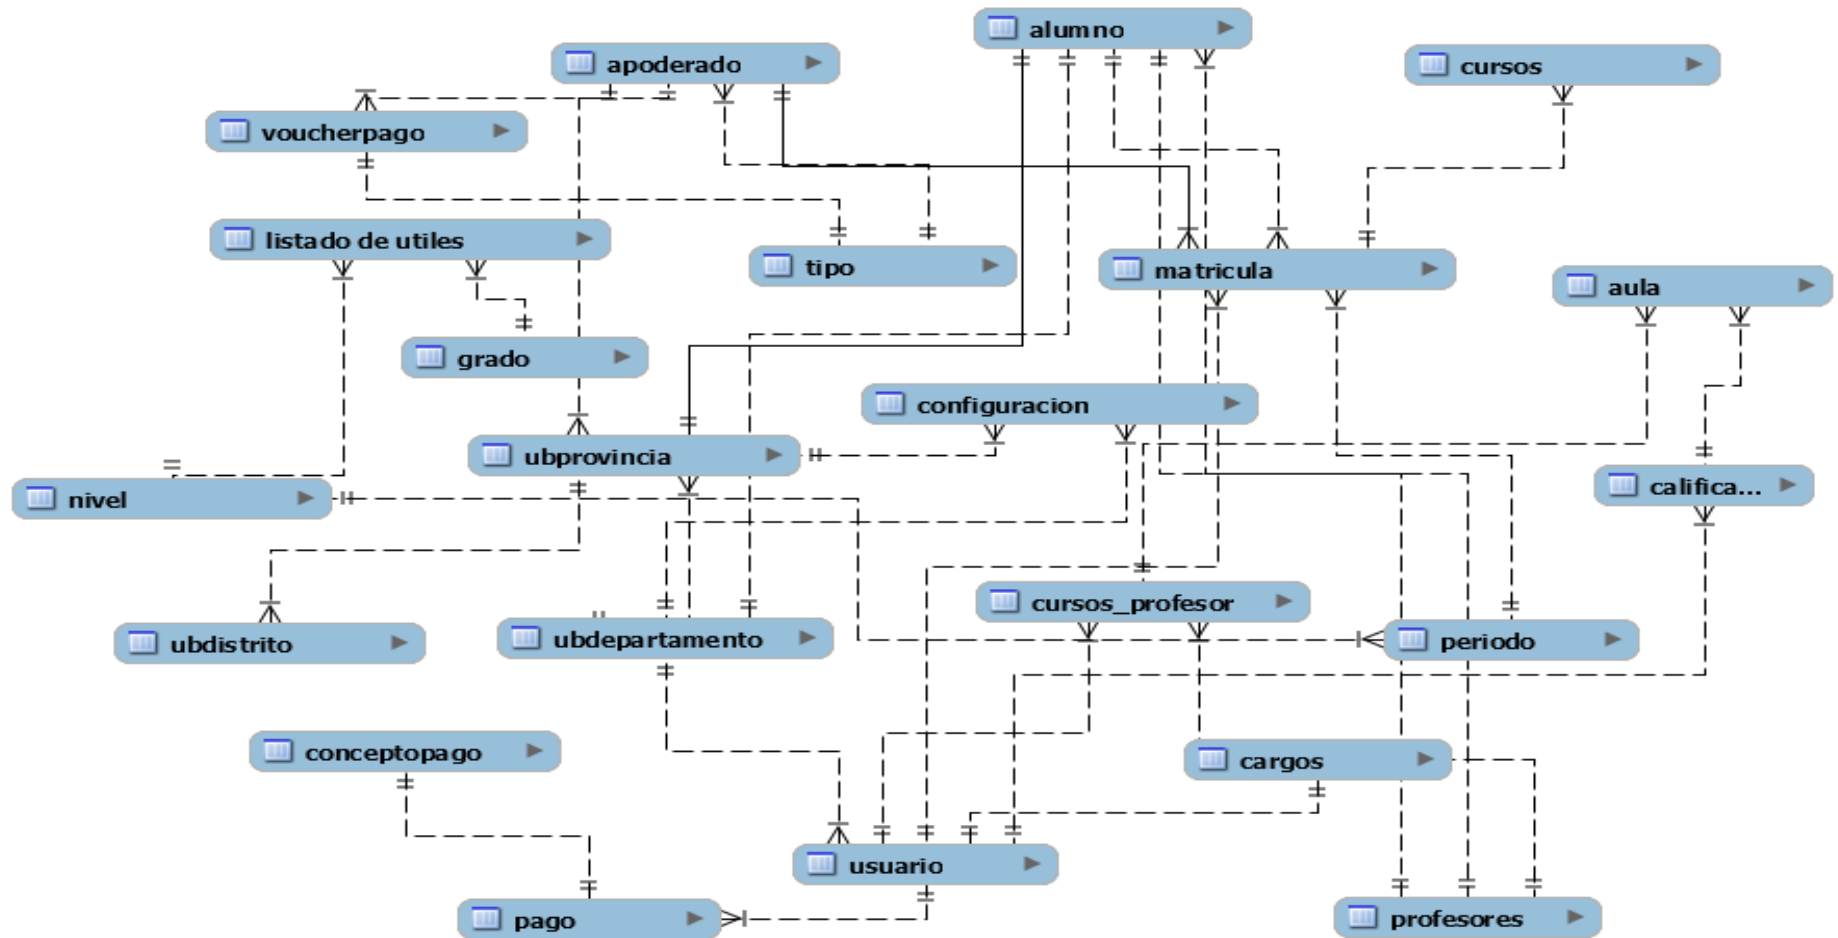 alumno
apoderado
cursos
voucherpago
listado de utiles
tipo
matricula
aula
grado
configuracion
ubprovincia
califica...
nivel
cursos_profesor
ubdistrito
ubdepartamento
periodo
conceptopago
cargos
usuario
pago
profesores